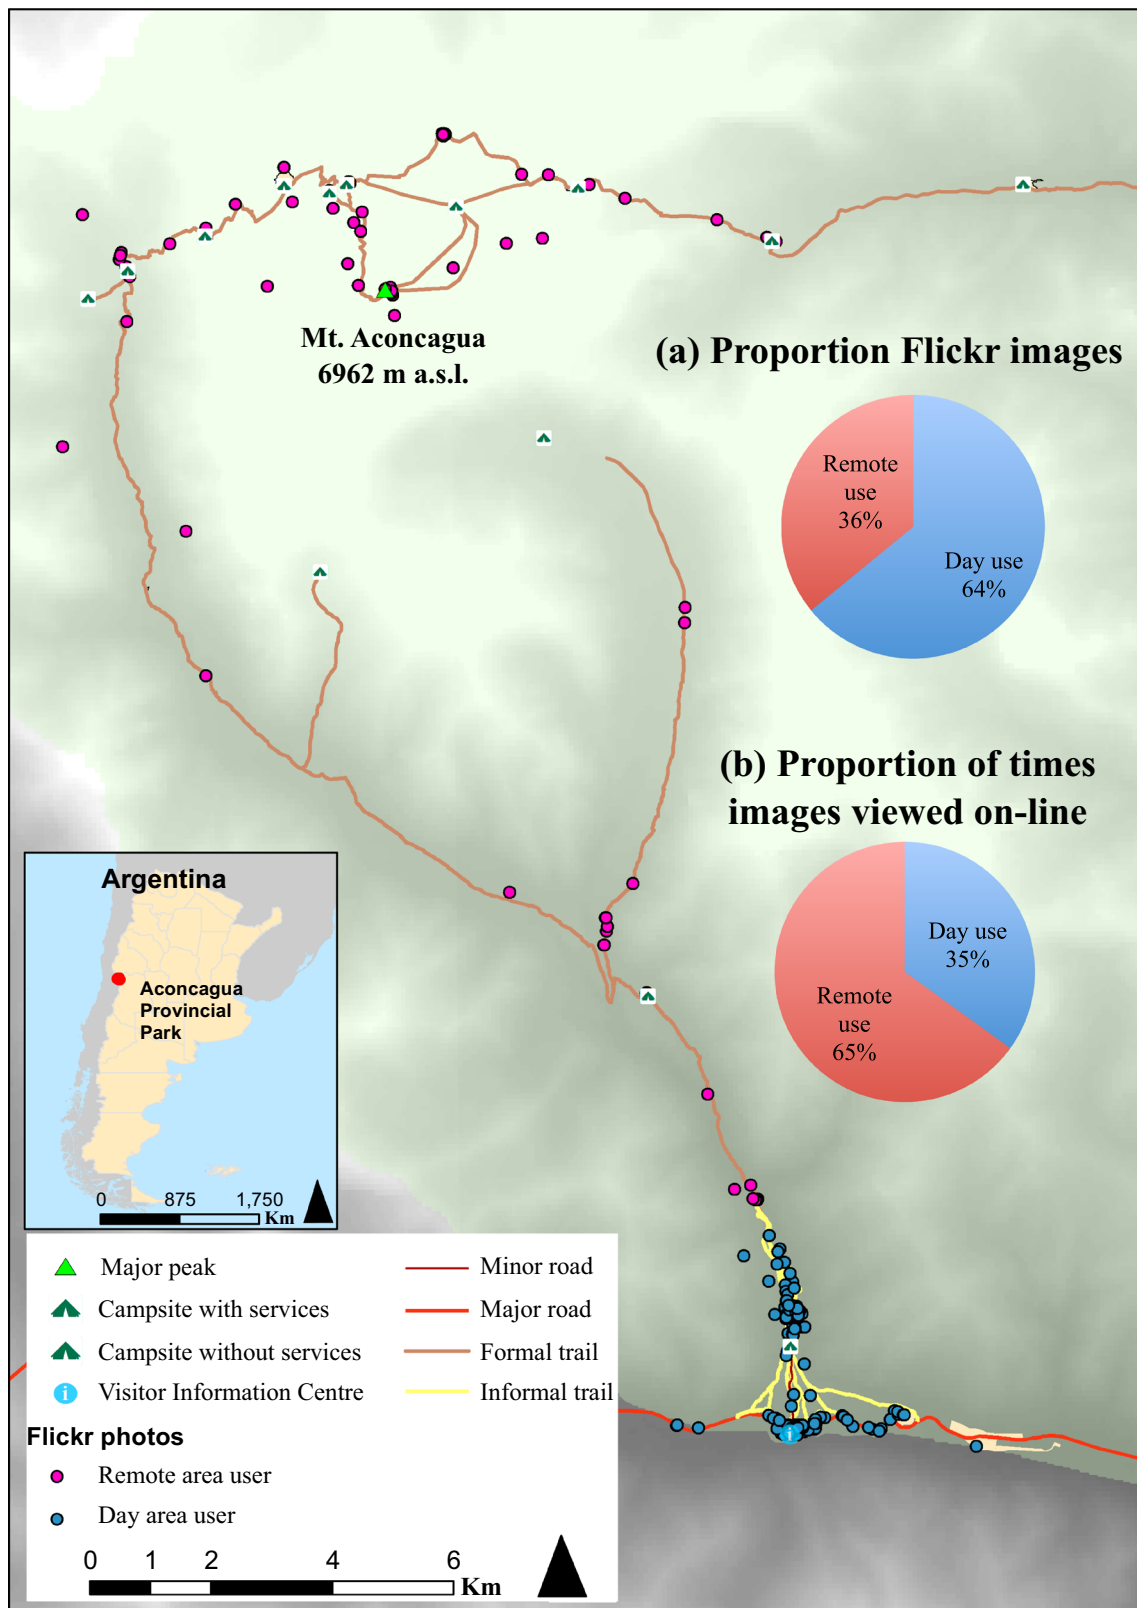 Mt. Aconcagua
6962 m a.s.l.
(a) Proportion Flickr images
Remote
use
36%
Day use
64%
(b) Proportion of times
images viewed on-line
Day use
35%
Remote
use
65%
Argentina
Aconcagua
Provincial
Park
0 875 1,750
Km
Major peak
Campsite with services
Campsite without services
i Visitor Information Centre
Minor road
Major road
Formal trail
Informal trail
Flickr photos
Remote area user
Day area user
0 1 2 4 6
Km
i